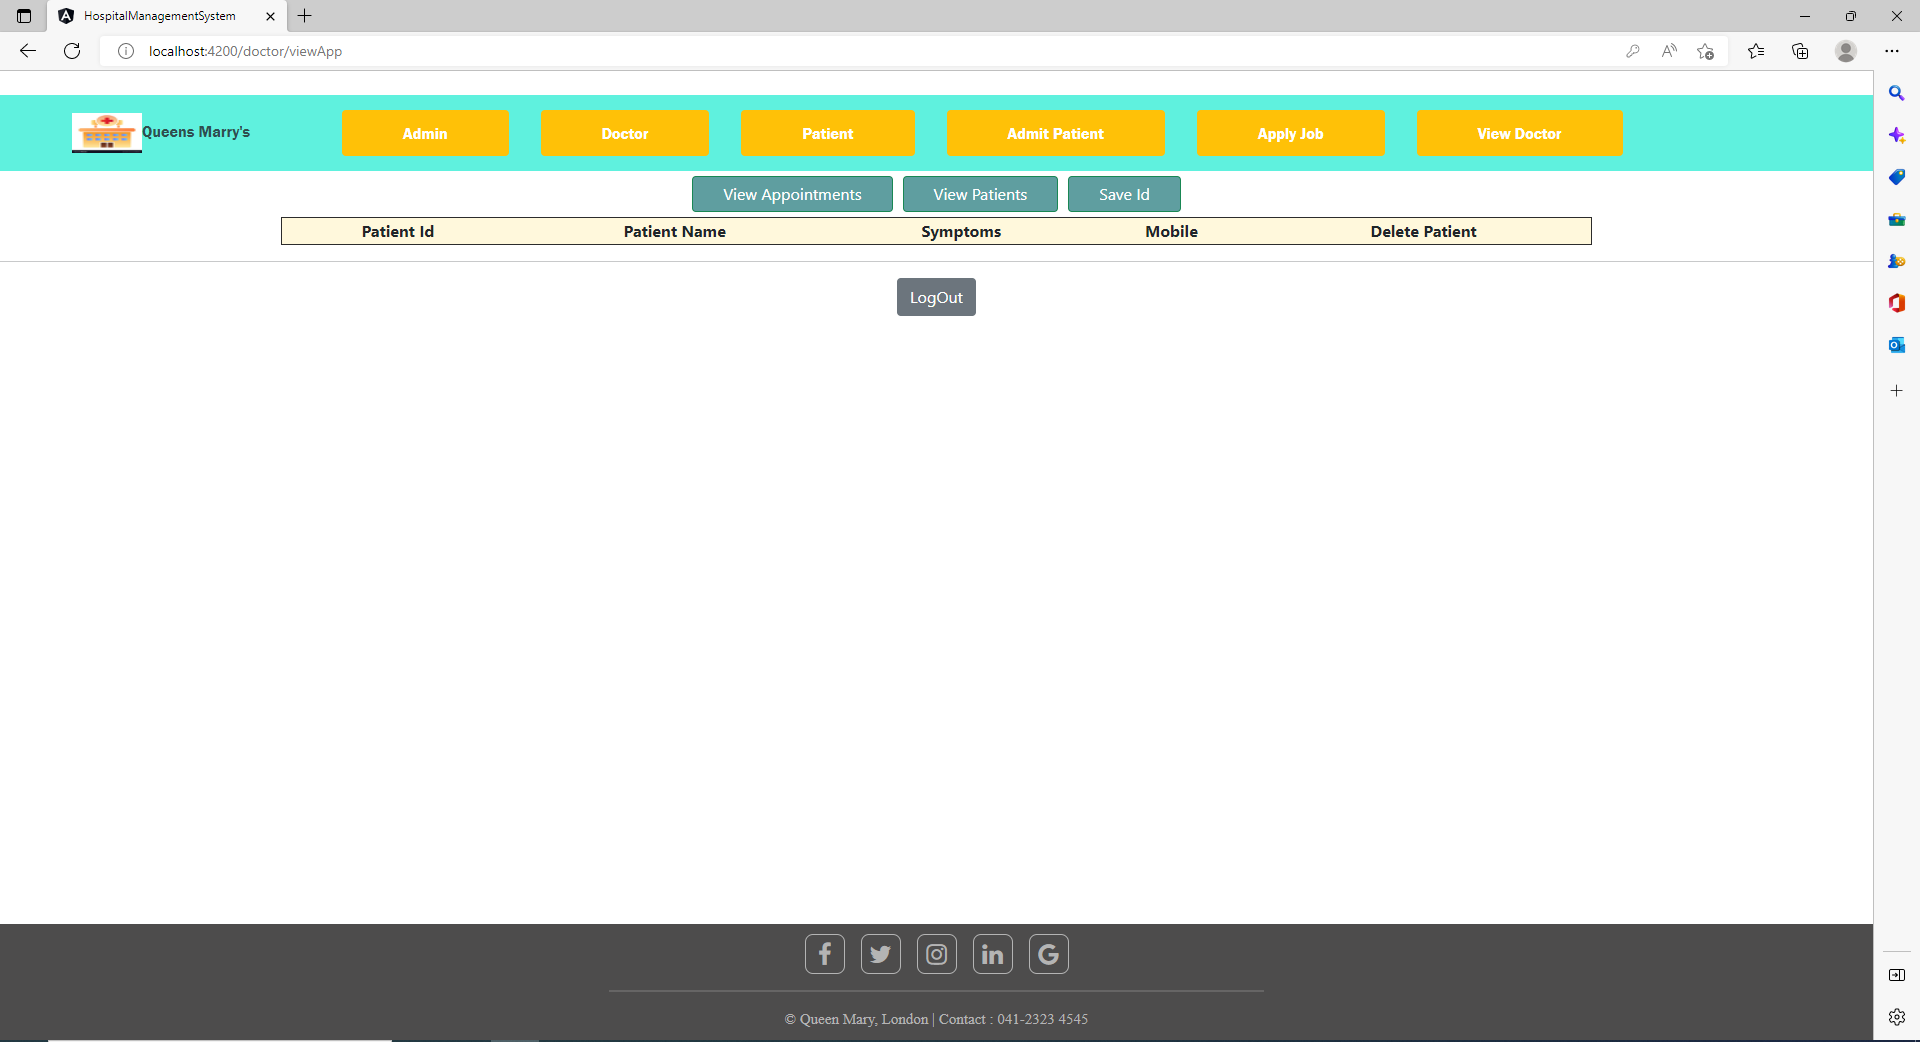 HospitalManagementSystem
localhost:4200/doctor/viewApp
Queens Marry's
Admin
Doctor
Patient
Admit Patient
Apply Job
View Doctor
View Appointments
View Patients
Save Id
Patient Id Patient Name Symptoms Mobile Delete Patient
LogOut
© Queen Mary, London | Contact : 041-2323 4545